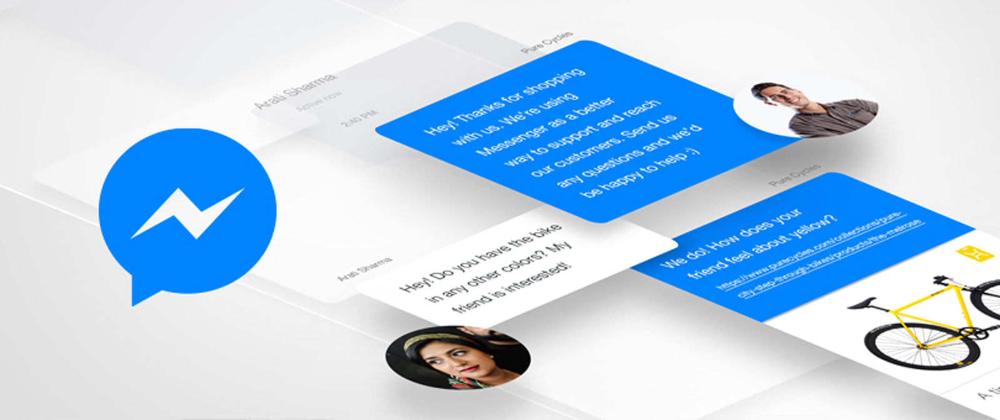 Pure Cycles
Arati Sharma
Active now
2:40 PM
Hey! Thanks for shopping
with us. We're using
Messenger as a better
way to support and reach
our customers. Send us
any questions and we'd
be happy to help :)
Arati Sharma
Hey! Do you have the bike
in any other colors? My
friend is interested!
Pure Cycles
We do! How does your
friend feel about yellow?
https://www.purecycles.com/collections/pure-
city-step-through-bikes/products/the-melrose